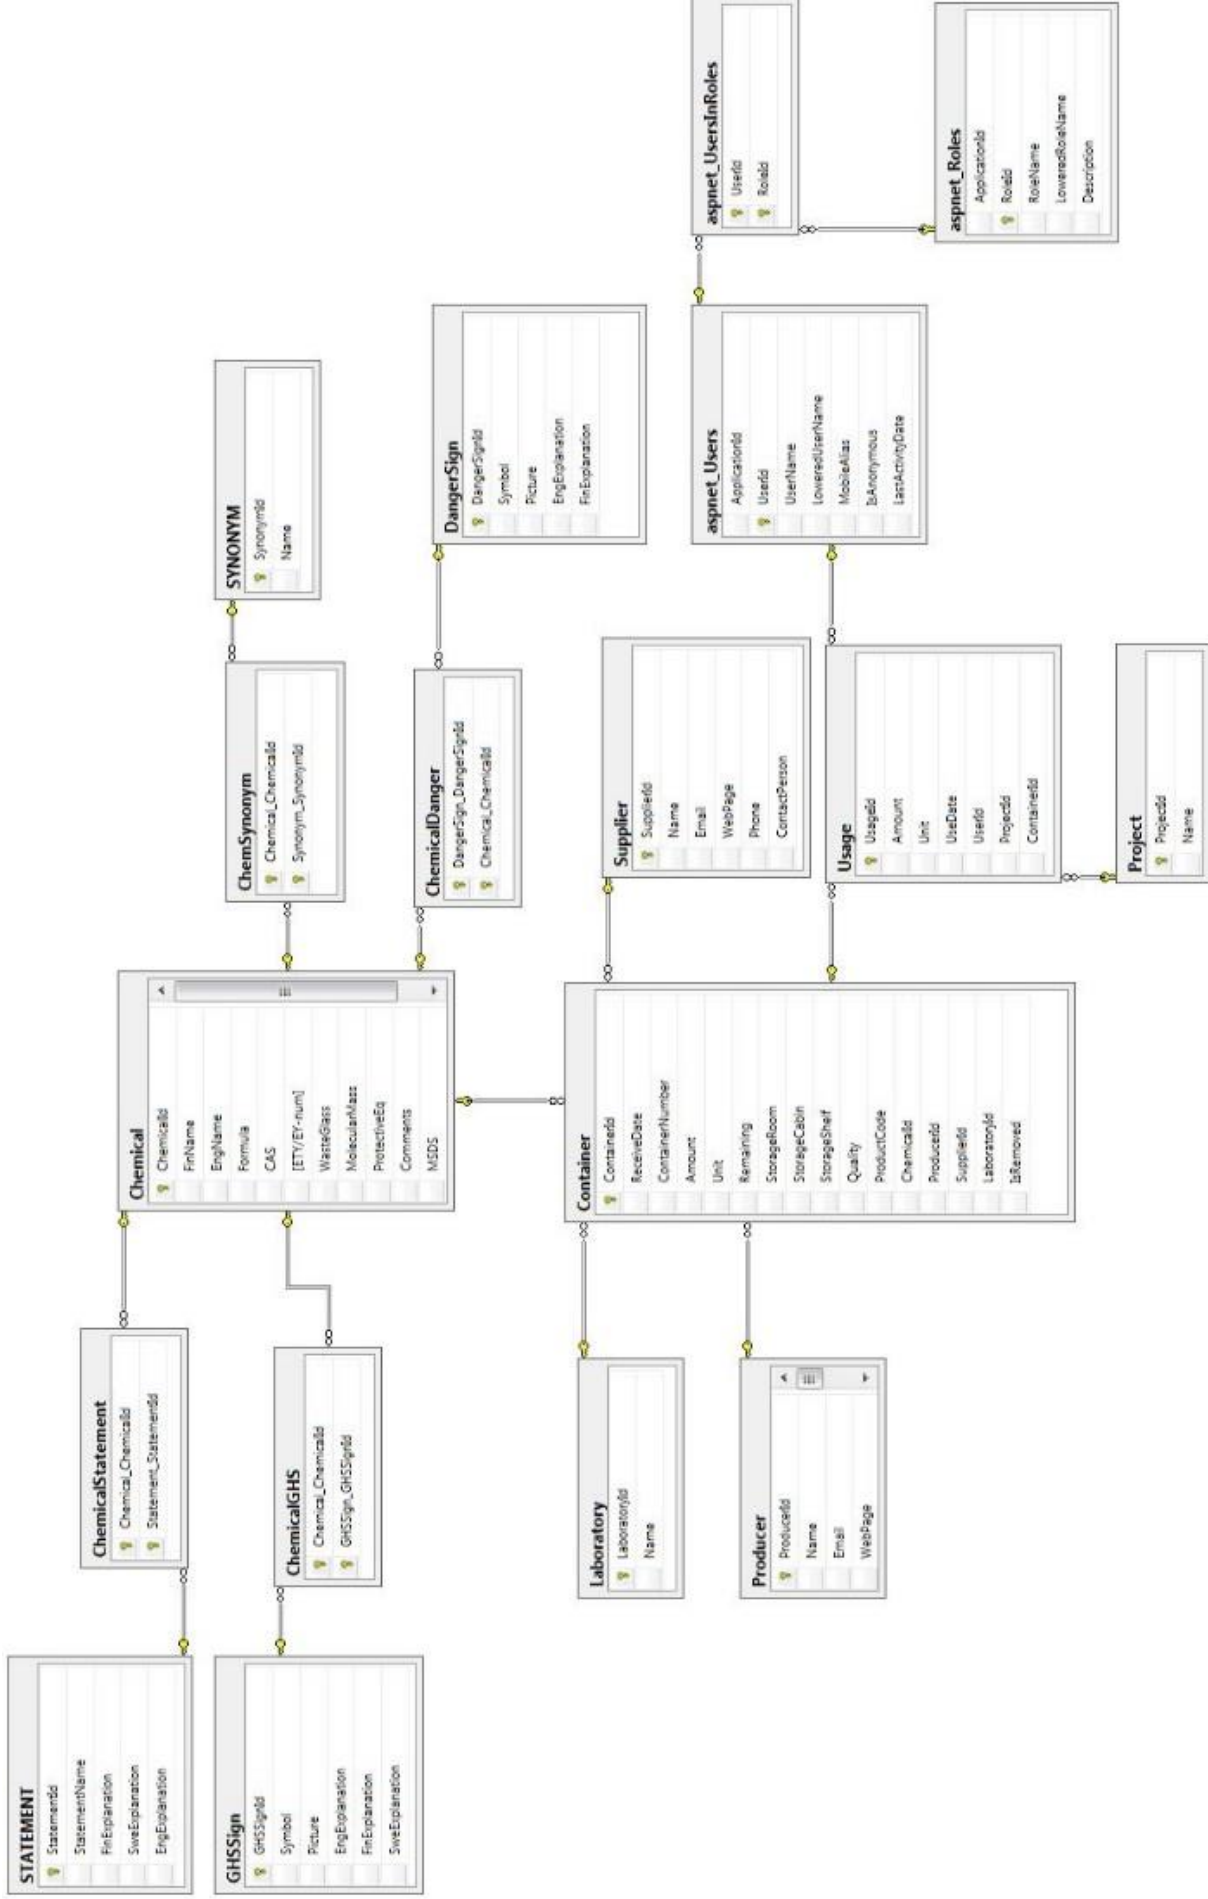 STATEMENT
StatementId
StatementName
FinExplanation
SweExplanation
EngExplanation
GHSSign
GHSSignId
Symbol
Picture
EngExplanation
FinExplanation
SweExplanation
ChemicalStatement
Chemical_ChemicalId
Statement_StatementId
ChemicalGHS
Chemical_ChemicalId
GHSSign_GHSSignId
Laboratory
LaboratoryId
Name
Producer
ProducerId
Name
Email
WebPage
Chemical
ChemicalId
FinName
EngName
Formula
CAS
[ETY/EY-num]
WasteGlass
MolecularMass
ProtectiveEq
Comments
MSDS
Container
ContainerId
ReceiveDate
ContainerNumber
Amount
Unit
Remaining
StorageRoom
StorageCabin
StorageShelf
Quality
ProductCode
ChemicalId
ProducerId
SupplierId
LaboratoryId
IsRemoved
ChemSynonym
Chemical_ChemicalId
Synonym_SynonymId
ChemicalDanger
DangerSign_DangerSignId
Chemical_ChemicalId
Supplier
SupplierId
Name
Email
WebPage
Phone
ContactPerson
Usage
UsageId
Amount
Unit
UseDate
UserId
ProjectId
ContainerId
Project
ProjectId
Name
SYNONYM
SynonymId
Name
DangerSign
DangerSignId
Symbol
Picture
EngExplanation
FinExplanation
aspnet_Users
ApplicationId
UserId
UserName
LoweredUserName
MobileAlias
IsAnonymous
LastActivityDate
aspnet_UsersInRoles
UserId
RoleId
aspnet_Roles
ApplicationId
RoleId
RoleName
LoweredRoleName
Description